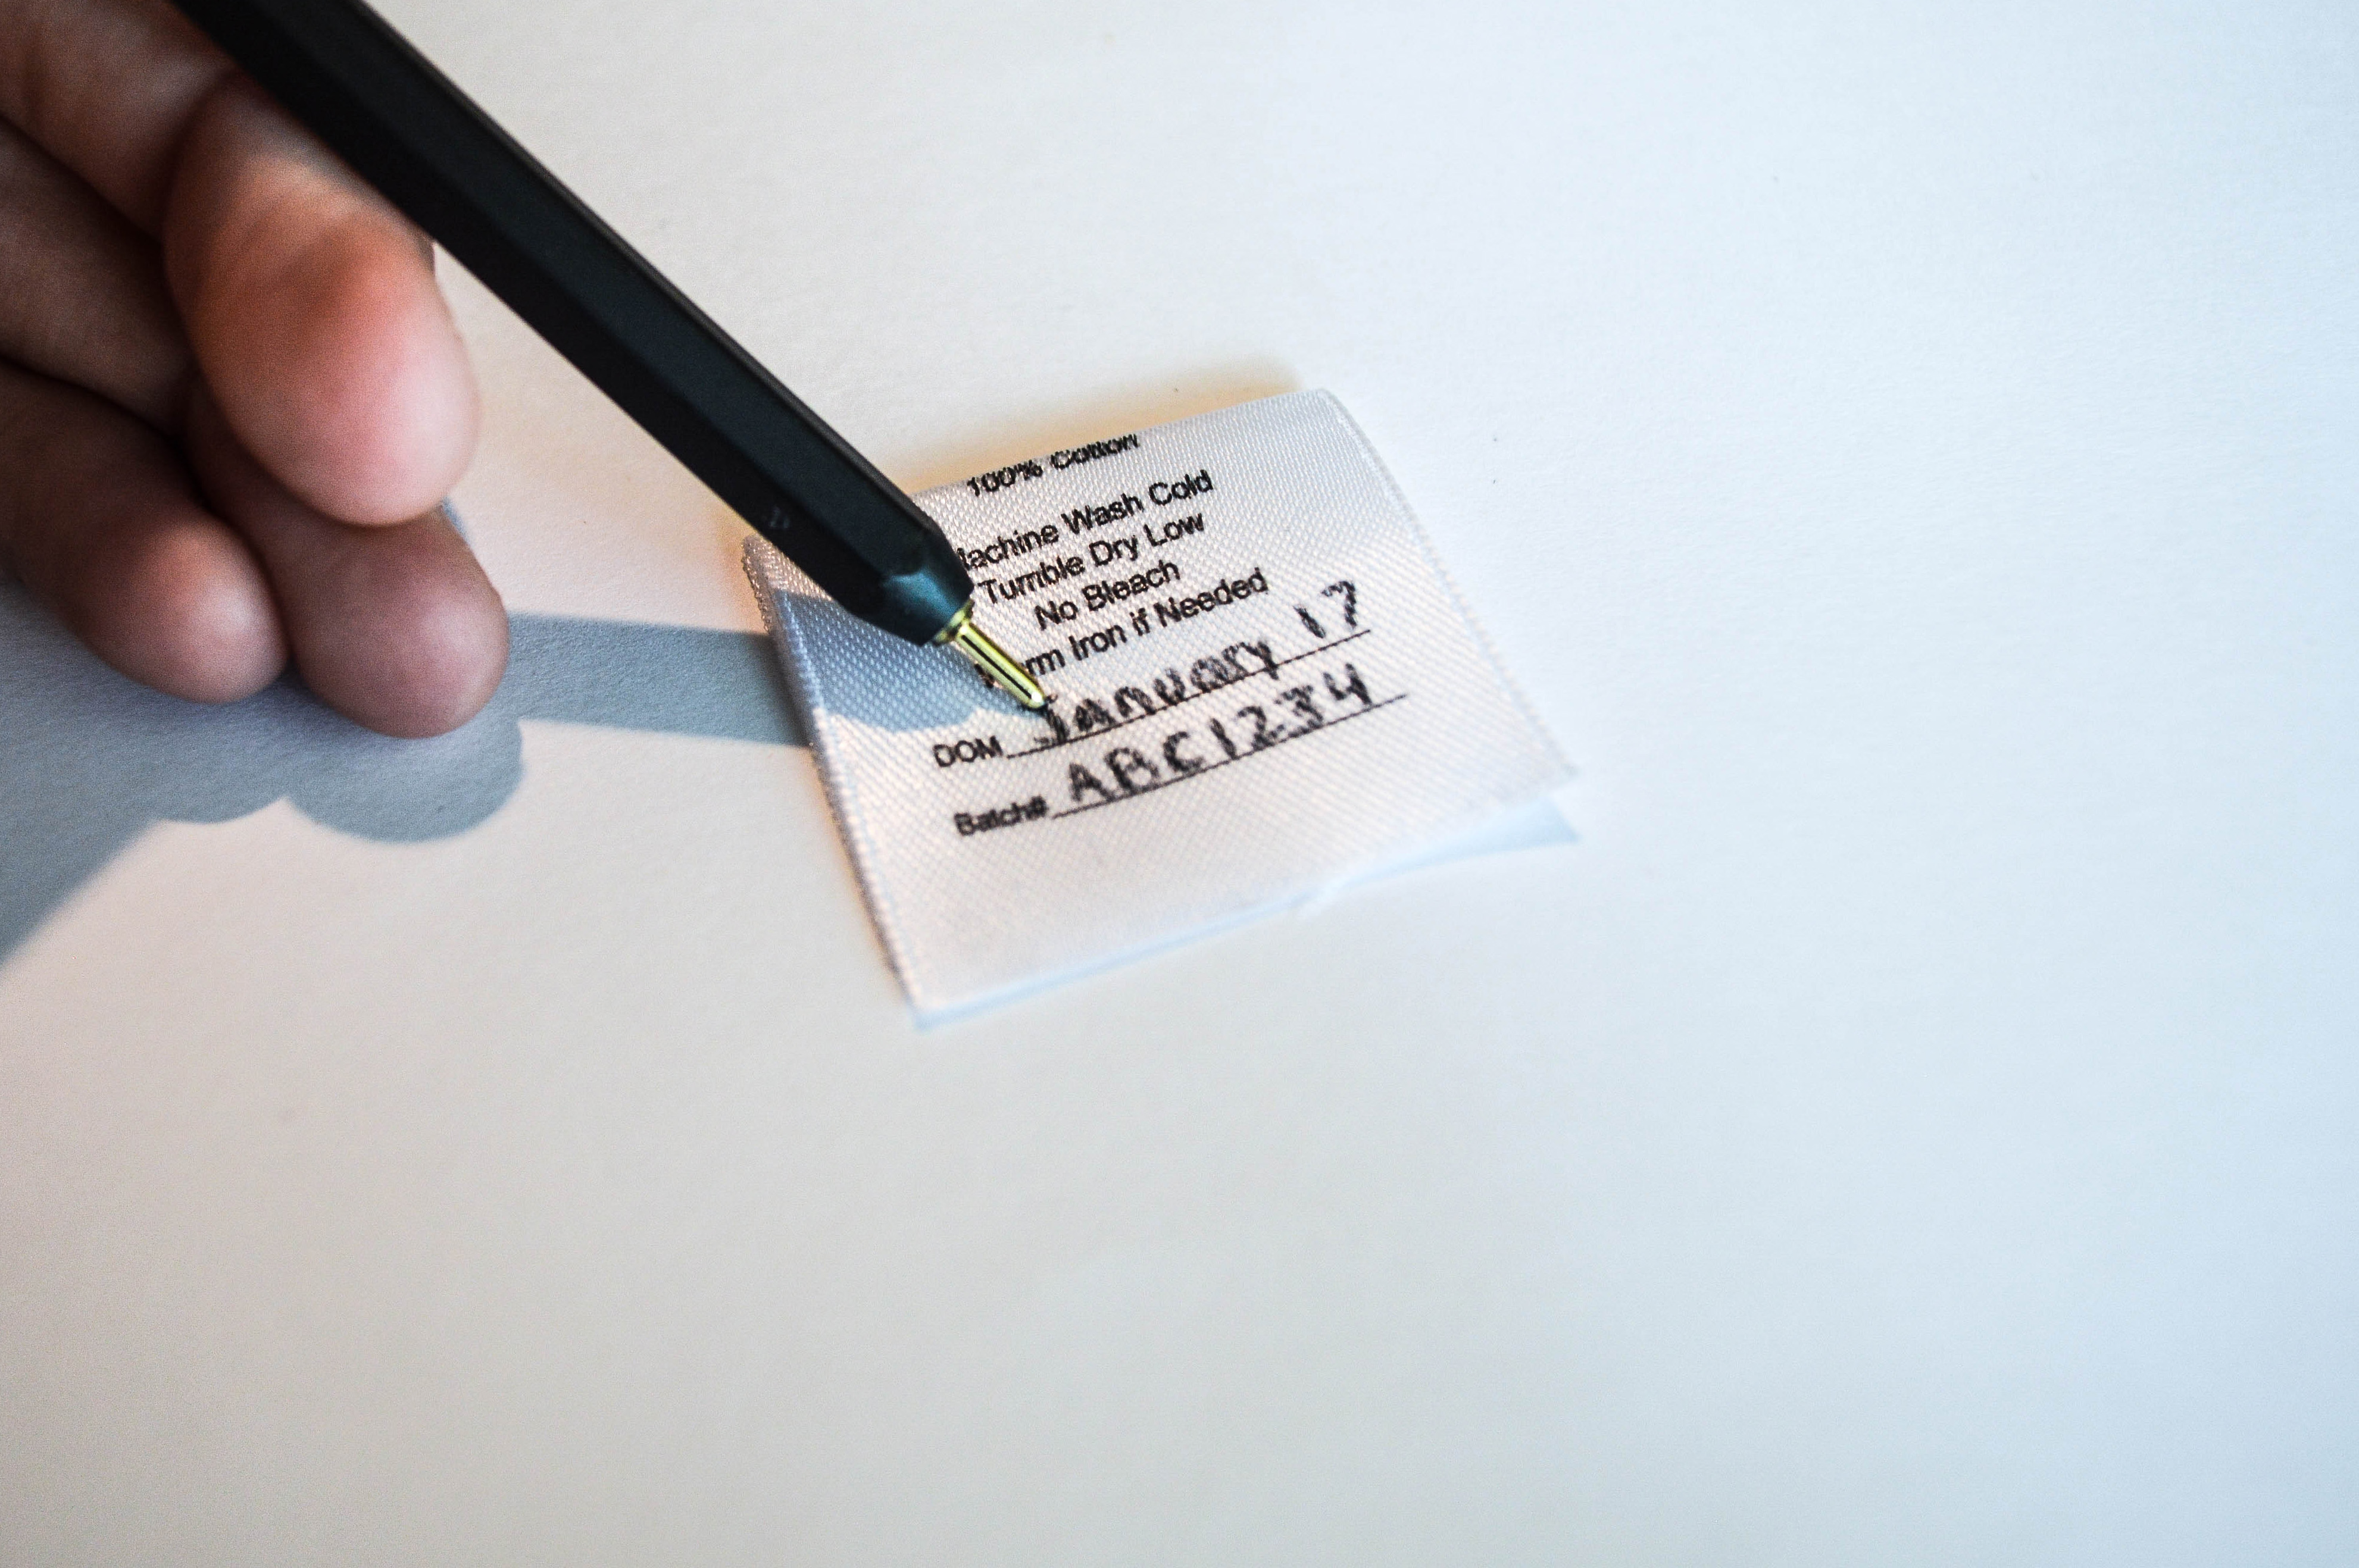 100% Cotton
Machine Wash Cold
Tumble Dry Low
No Bleach
Iron if Needed
DOM January 17
Batch# ABC1234